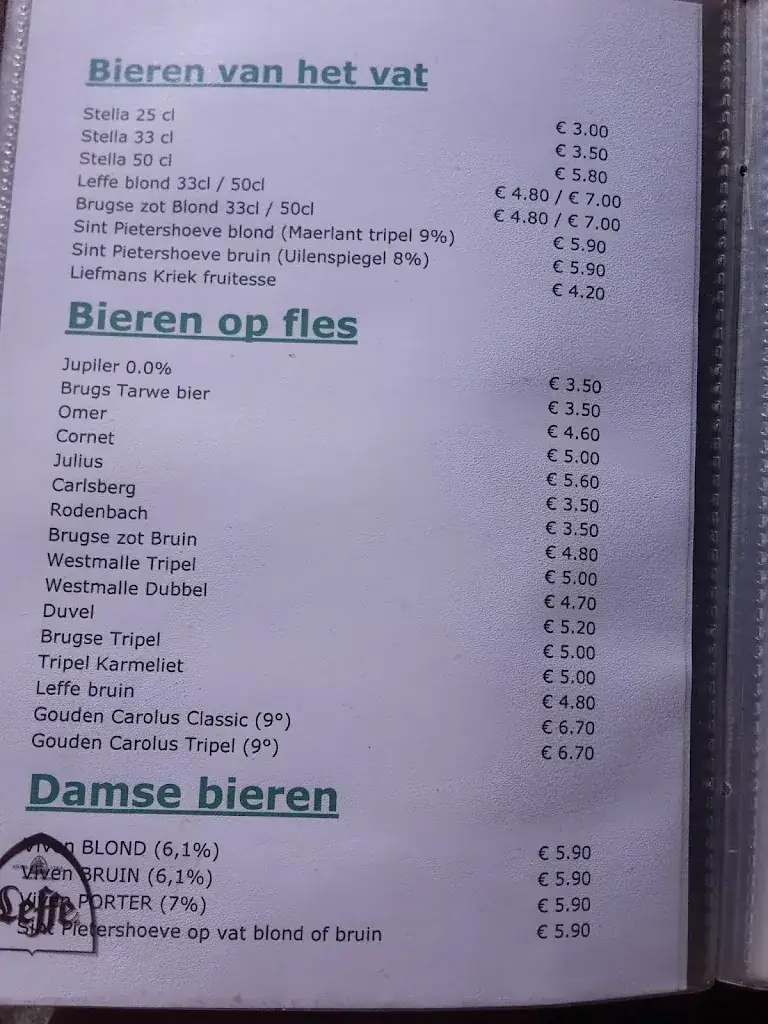 Bieren van het vat
Stella 25 cl € 3.00
Stella 33 cl € 3.50
Stella 50 cl € 5.80
Leffe blond 33cl / 50cl € 4.80 / € 7.00
Brugse zot Blond 33cl / 50cl € 4.80 / € 7.00
Sint Pietershoeve blond (Maerlant tripel 9%) € 5.90
Sint Pietershoeve bruin (Uilenspiegel 8%) € 5.90
Liefmans Kriek fruitesse € 4.20
Bieren op fles
Jupiler 0.0% € 3.50
Brugs Tarwe bier € 3.50
Omer € 4.60
Cornet € 5.00
Julius € 5.60
Carlsberg € 3.50
Rodenbach € 3.50
Brugse zot Bruin € 4.80
Westmalle Tripel € 5.00
Westmalle Dubbel € 4.70
Duvel € 5.20
Brugse Tripel € 5.00
Tripel Karmeliet € 5.00
Leffe bruin € 4.80
Gouden Carolus Classic (9°) € 6.70
Gouden Carolus Tripel (9°) € 6.70
Damse bieren
Viven BLOND (6,1%) € 5.90
Viven BRUIN (6,1%) € 5.90
Viven PORTER (7%) € 5.90
Sint Pietershoeve op vat blond of bruin € 5.90
Leffe